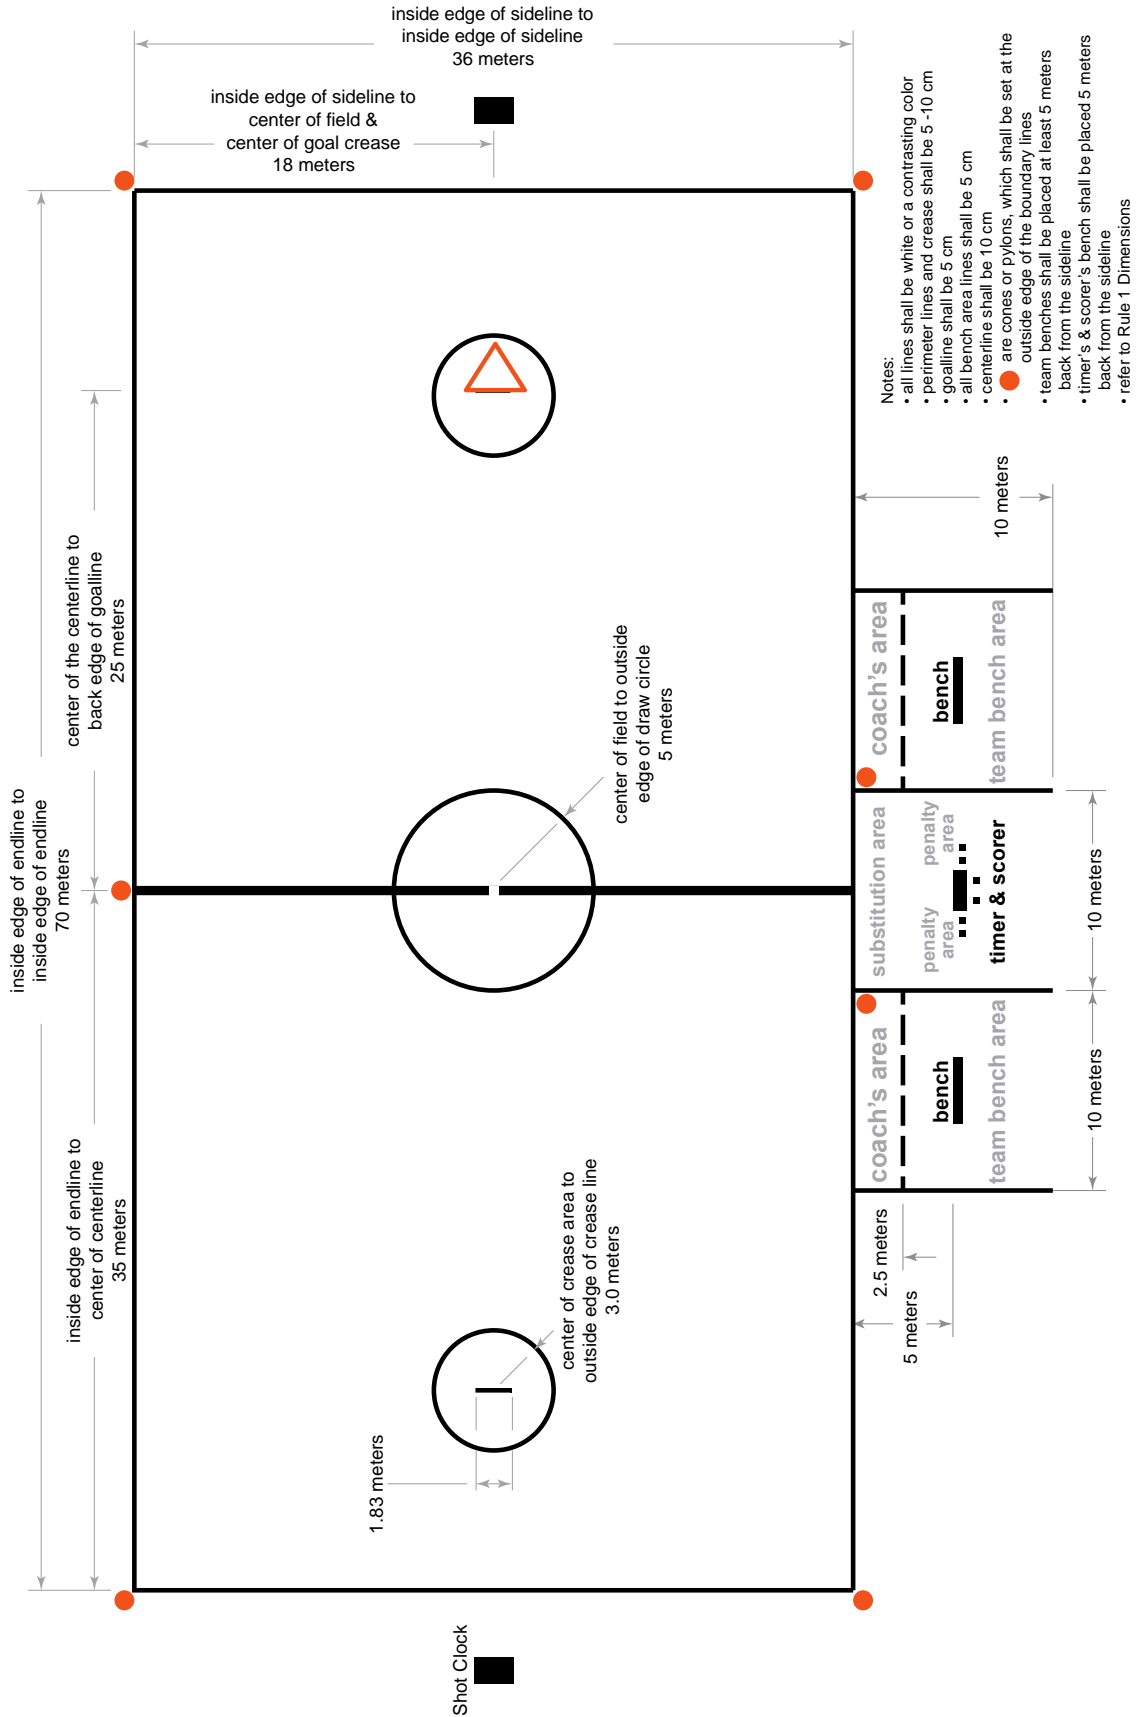 inside edge of sideline to
inside edge of sideline
36 meters
inside edge of sideline to
center of field &
center of goal crease
18 meters
inside edge of endline to
inside edge of endline
70 meters
inside edge of endline to
center of centerline
35 meters
center of the centerline to
back edge of goalline
25 meters
center of field to outside
edge of draw circle
5 meters
center of crease area to
outside edge of crease line
3.0 meters
1.83 meters
Shot Clock
2.5 meters
5 meters
coach's area
bench
team bench area
substitution area
penalty
area
penalty
area
timer & scorer
coach's area
bench
team bench area
10 meters
10 meters
10 meters
Notes:
• all lines shall be white or a contrasting color
• perimeter lines and crease shall be 5 -10 cm
• goalline shall be 5 cm
• all bench area lines shall be 5 cm
• centerline shall be 10 cm
• are cones or pylons, which shall be set at the
outside edge of the boundary lines
• team benches shall be placed at least 5 meters
back from the sideline
• timer's & scorer's bench shall be placed 5 meters
back from the sideline
• refer to Rule 1 Dimensions